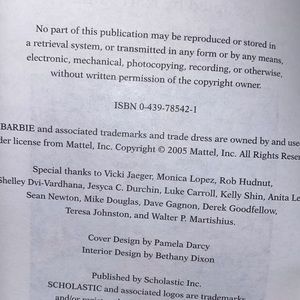 No part of this publication may be reproduced or stored in
a retrieval system, or transmitted in any form or by any means,
electronic, mechanical, photocopying, recording, or otherwise,
without written permission of the copyright owner.
ISBN 0-439-78542-1
BARBIE and associated trademarks and trade dress are owned by and use
er license from Mattel, Inc. Copyright © 2005 Mattel, Inc. All Rights Reser
Special thanks to Vicki Jaeger, Monica Lopez, Rob Hudnut,
Shelley Dvi-Vardhana, Jesyca C. Durchin, Luke Carroll, Kelly Shin, Anita Le
Sean Newton, Mike Douglas, Dave Gagnon, Derek Goodfellow,
Teresa Johnston, and Walter P. Martishius.
Cover Design by Pamela Darcy
Interior Design by Bethany Dixon
Published by Scholastic Inc.
SCHOLASTIC and associated logos are trademarks